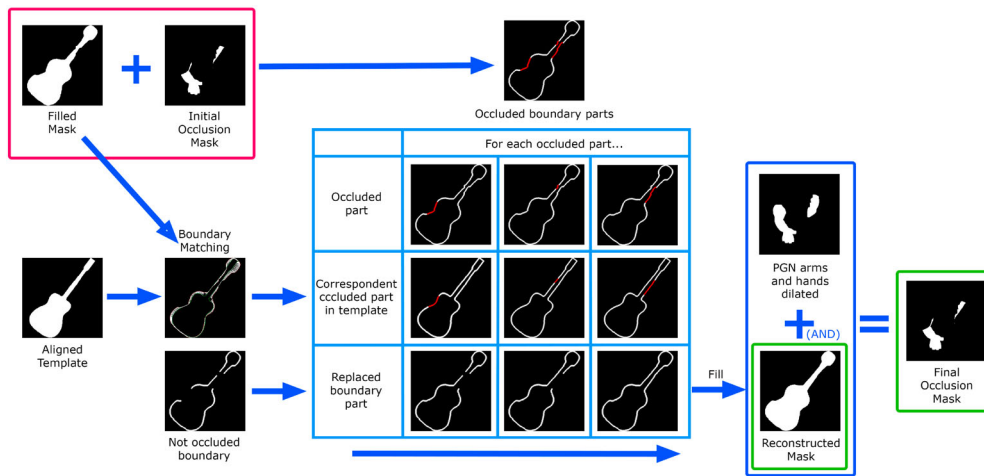 Filled
Mask
Initial
Occlusion
Mask
Occluded boundary parts
For each occluded part...
Occluded
part
Boundary
Matching
Correspondent
cccluded part
in template
Aligned
Template
Replaced
boundary
part
Not occluded
boundary
Fill
PGN arms
and hands
dilated
+(AND)
Reconstructed
Mask
=
Final
Occlusion
Mask